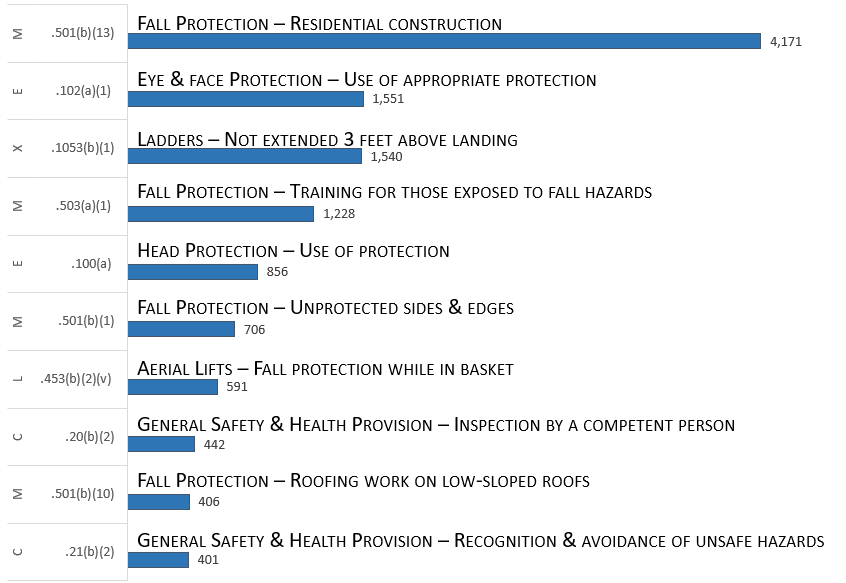 M .501(b)(13) Fall Protection – Residential construction
4,171
E .102(a)(1) Eye & face Protection – Use of appropriate protection
1,551
X .1053(b)(1) Ladders – Not extended 3 feet above landing
1,540
M .503(a)(1) Fall Protection – Training for those exposed to fall hazards
1,228
E .100(a) Head Protection – Use of protection
856
M .501(b)(1) Fall Protection – Unprotected sides & edges
706
L .453(b)(2)(v) Aerial Lifts – Fall protection while in basket
591
C .20(b)(2) General Safety & Health Provision – Inspection by a competent person
442
M .501(b)(10) Fall Protection – Roofing work on low-sloped roofs
406
C .21(b)(2) General Safety & Health Provision – Recognition & avoidance of unsafe hazards
401